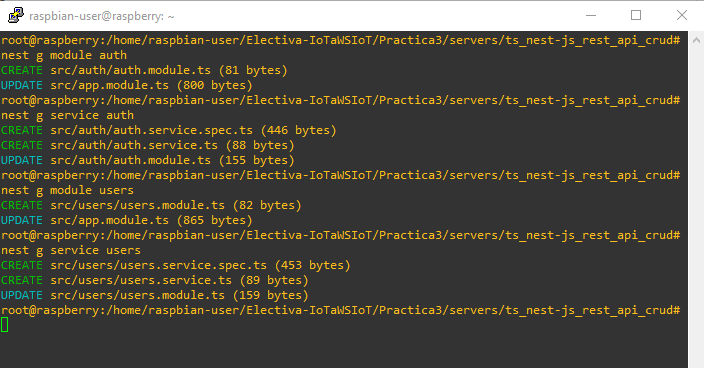 raspbian-user@raspberry: ~
root@raspberry:/home/raspbian-user/Electiva-IoTaWSIoT/Practica3/servers/ts_nest-js_rest_api_crud#
nest g module auth
CREATE src/auth/auth.module.ts (81 bytes)
UPDATE src/app.module.ts (800 bytes)
root@raspberry:/home/raspbian-user/Electiva-IoTaWSIoT/Practica3/servers/ts_nest-js_rest_api_crud#
nest g service auth
CREATE src/auth/auth.service.spec.ts (446 bytes)
CREATE src/auth/auth.service.ts (88 bytes)
UPDATE src/auth/auth.module.ts (155 bytes)
root@raspberry:/home/raspbian-user/Electiva-IoTaWSIoT/Practica3/servers/ts_nest-js_rest_api_crud#
nest g module users
CREATE src/users/users.module.ts (82 bytes)
UPDATE src/app.module.ts (865 bytes)
root@raspberry:/home/raspbian-user/Electiva-IoTaWSIoT/Practica3/servers/ts_nest-js_rest_api_crud#
nest g service users
CREATE src/users/users.service.spec.ts (453 bytes)
CREATE src/users/users.service.ts (89 bytes)
UPDATE src/users/users.module.ts (159 bytes)
root@raspberry:/home/raspbian-user/Electiva-IoTaWSIoT/Practica3/servers/ts_nest-js_rest_api_crud#